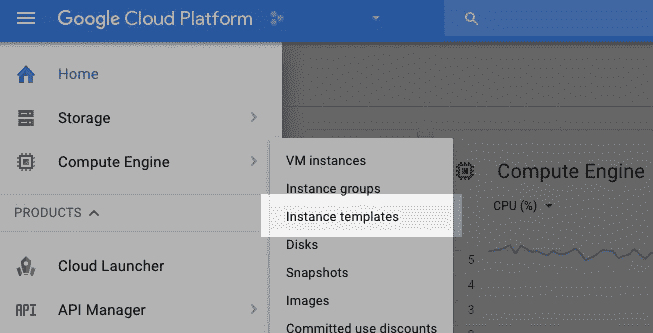 Google Cloud Platform
Home
Storage
Compute Engine
PRODUCTS
Cloud Launcher
API
API Manager
VM instances
Instance groups
Instance templates
Disks
Snapshots
Images
Committed use discounts
Compute Engine
CPU (%)
5
4
3